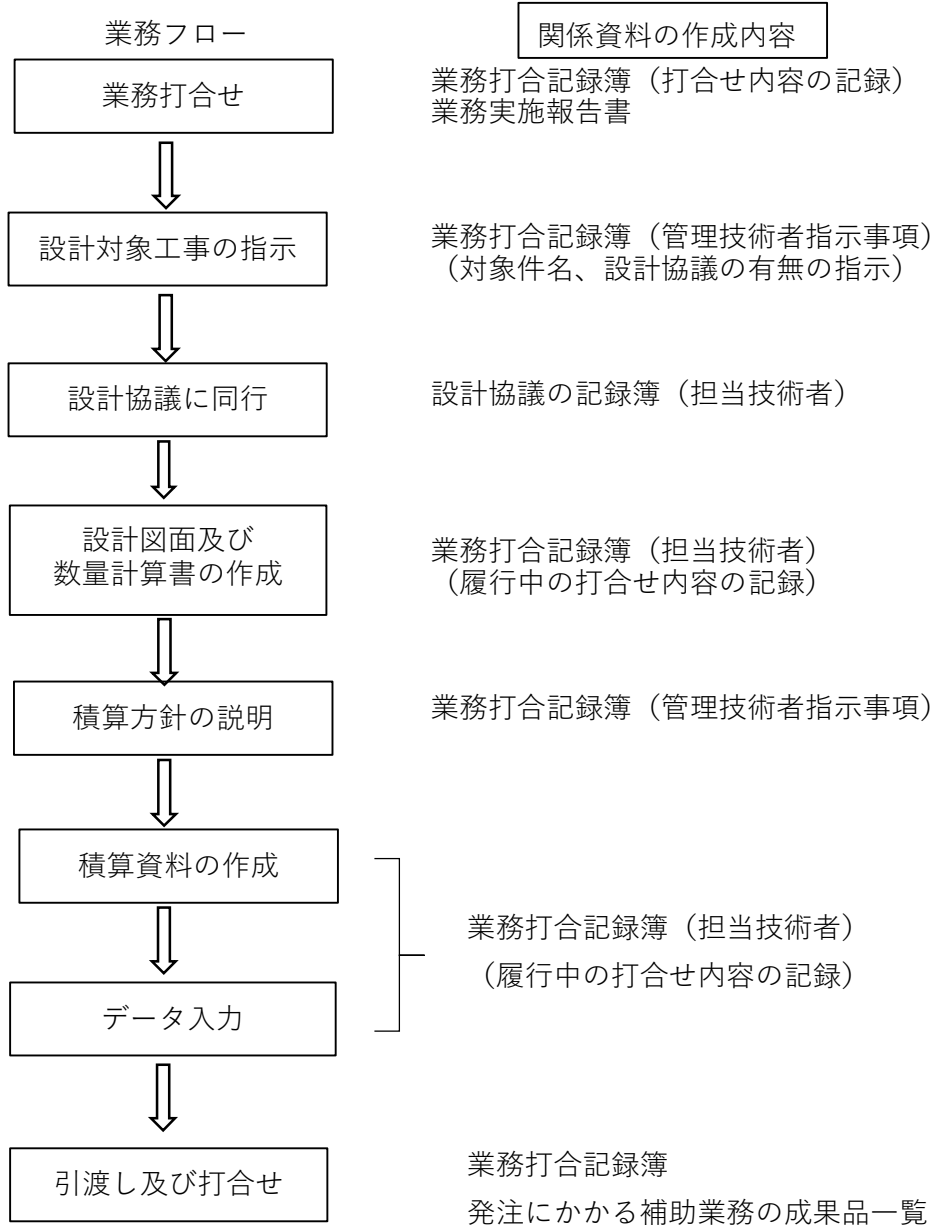 業務フロー
関係資料の作成内容
業務打合せ
業務打合記録簿（打合せ内容の記録）
業務実施報告書
設計対象工事の指示
業務打合記録簿（管理技術者指示事項）
（対象件名、設計協議の有無の指示）
設計協議に同行
設計協議の記録簿（担当技術者）
設計図面及び
数量計算書の作成
業務打合記録簿（担当技術者）
（履行中の打合せ内容の記録）
積算方針の説明
業務打合記録簿（管理技術者指示事項）
積算資料の作成
データ入力
業務打合記録簿（担当技術者）
（履行中の打合せ内容の記録）
引渡し及び打合せ
業務打合記録簿
発注にかかる補助業務の成果品一覧